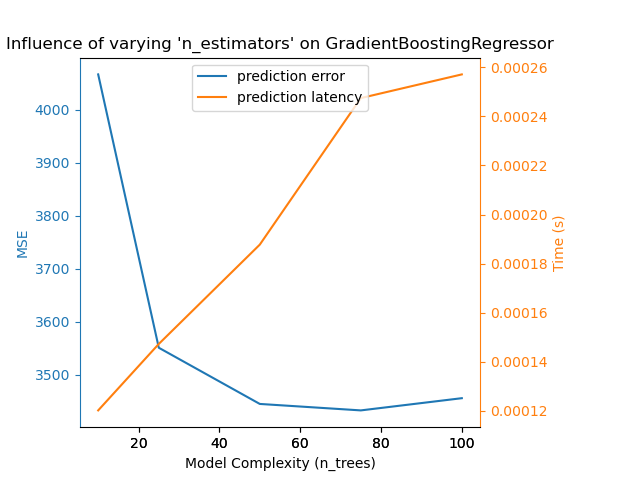 Influence of varying 'n_estimators' on GradientBoostingRegressor
prediction error
prediction latency
4000
3900
3800
3700
3600
3500
MSE
0.00026
0.00024
0.00022
0.00020
0.00018
0.00016
0.00014
0.00012
Time (s)
20 40 60 80 100
Model Complexity (n_trees)